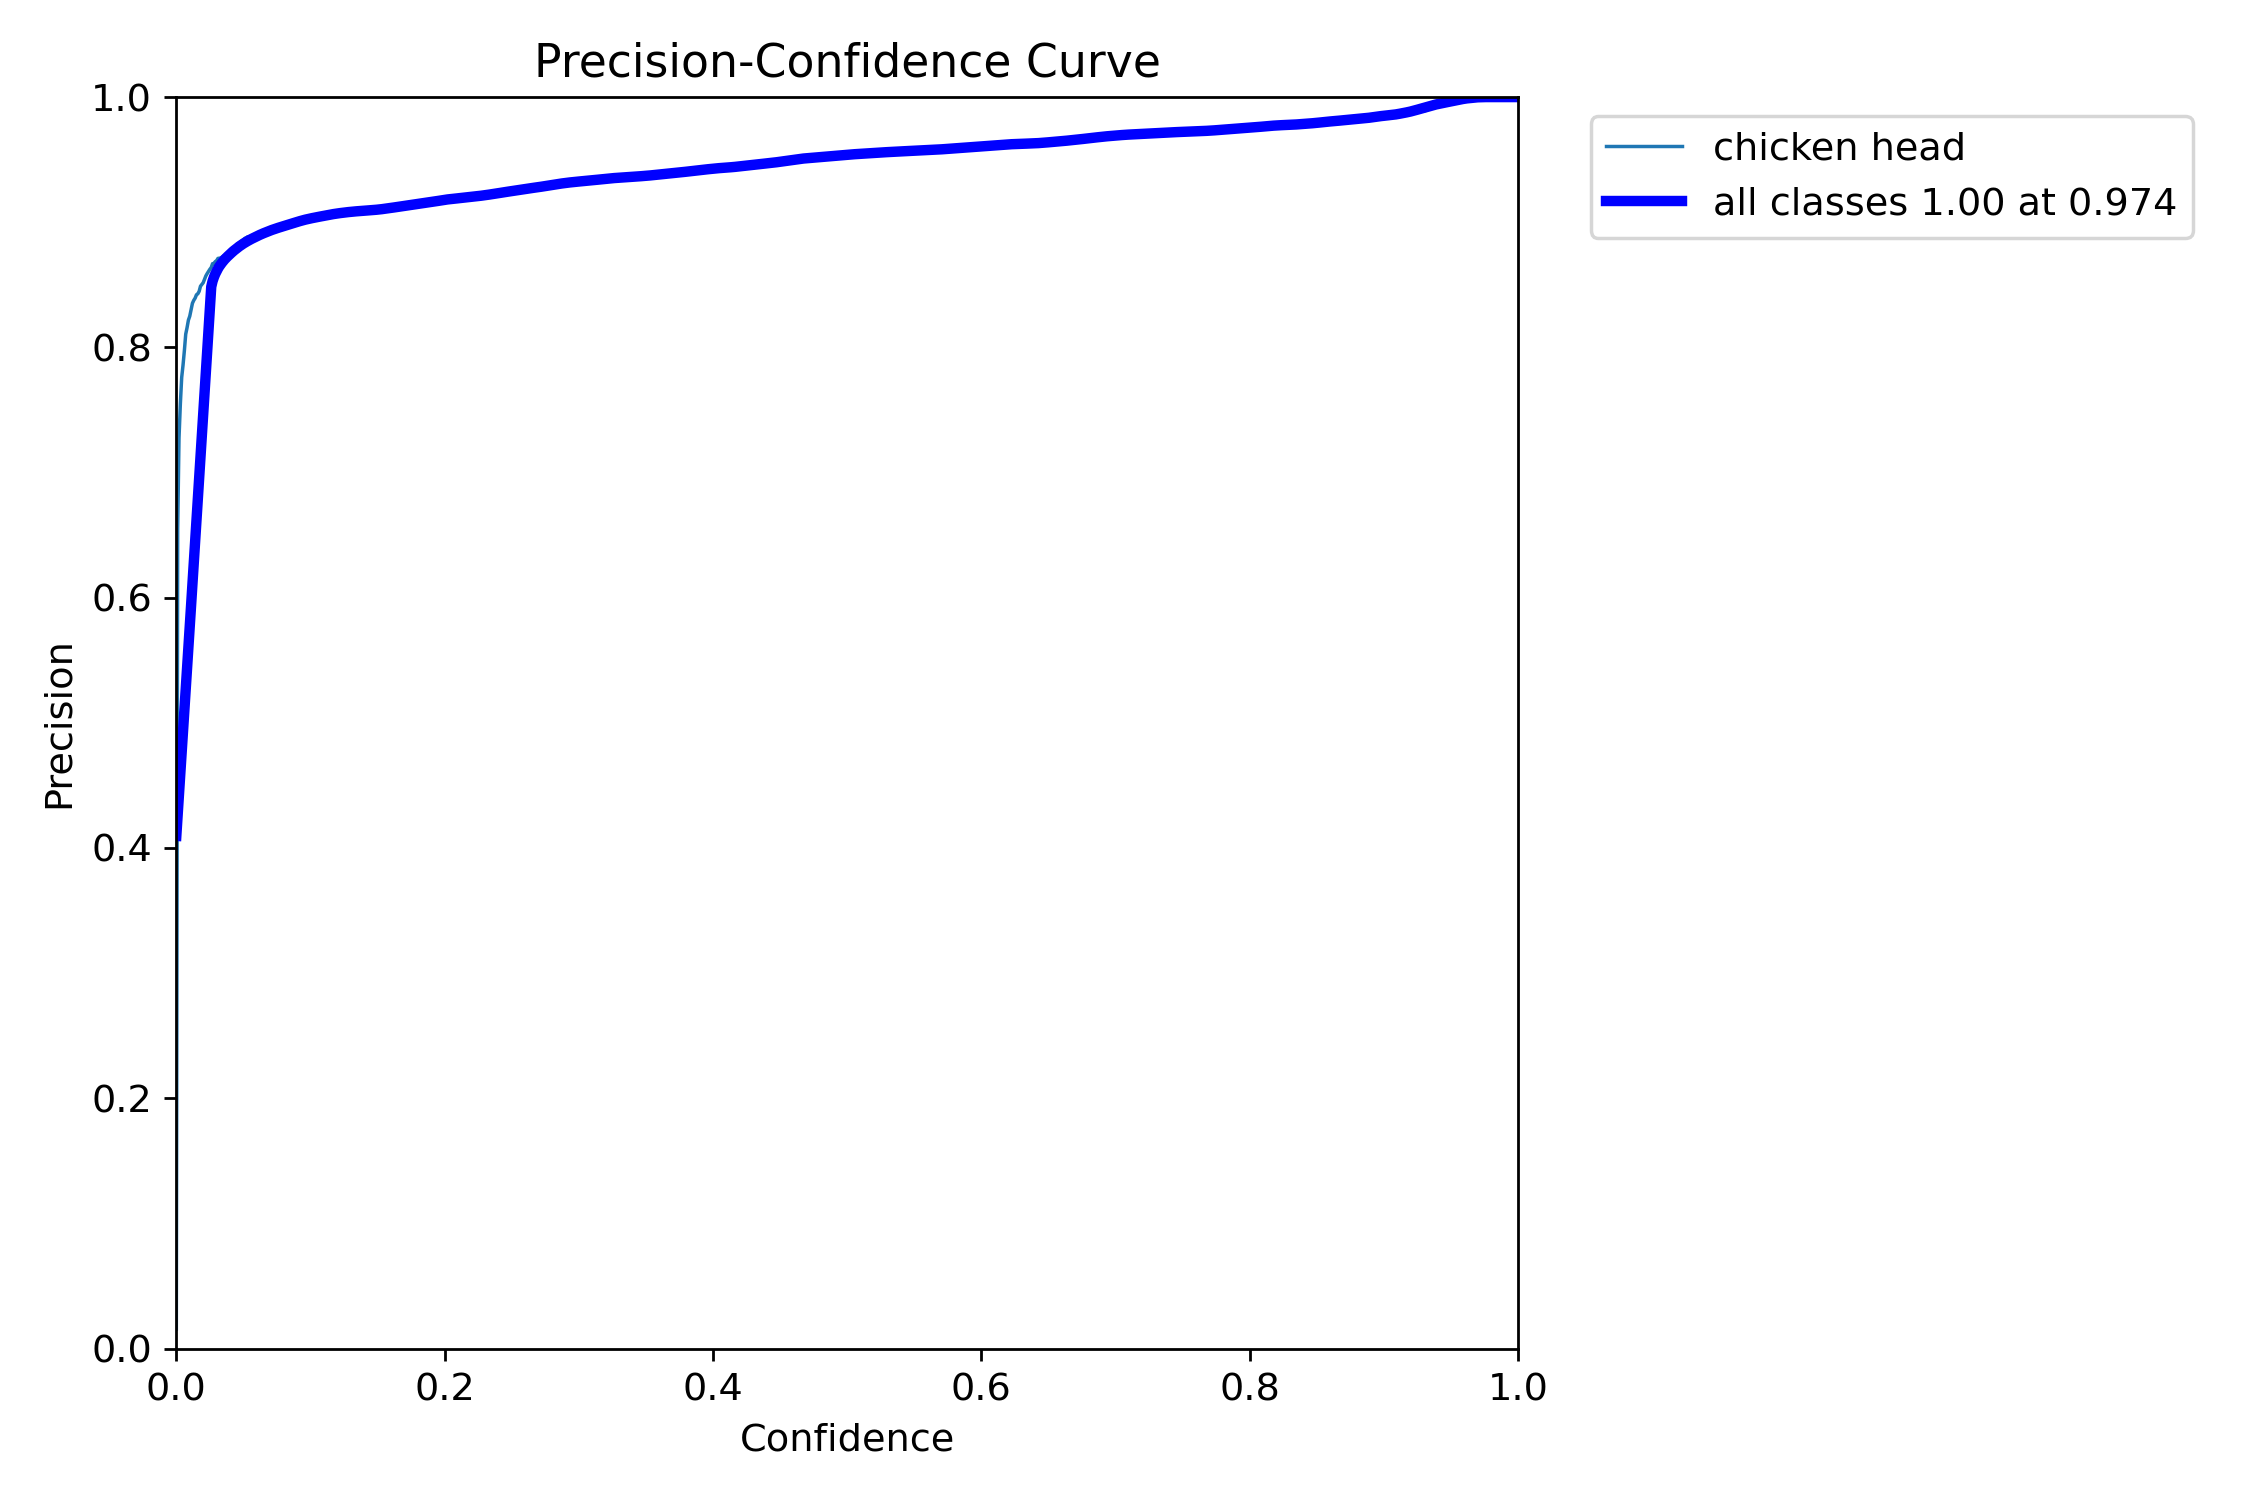 Precision-Confidence Curve
1.0
0.8
0.6
0.4
0.2
0.0
Precision
0.0 0.2 0.4 0.6 0.8 1.0
Confidence
chicken head
all classes 1.00 at 0.974